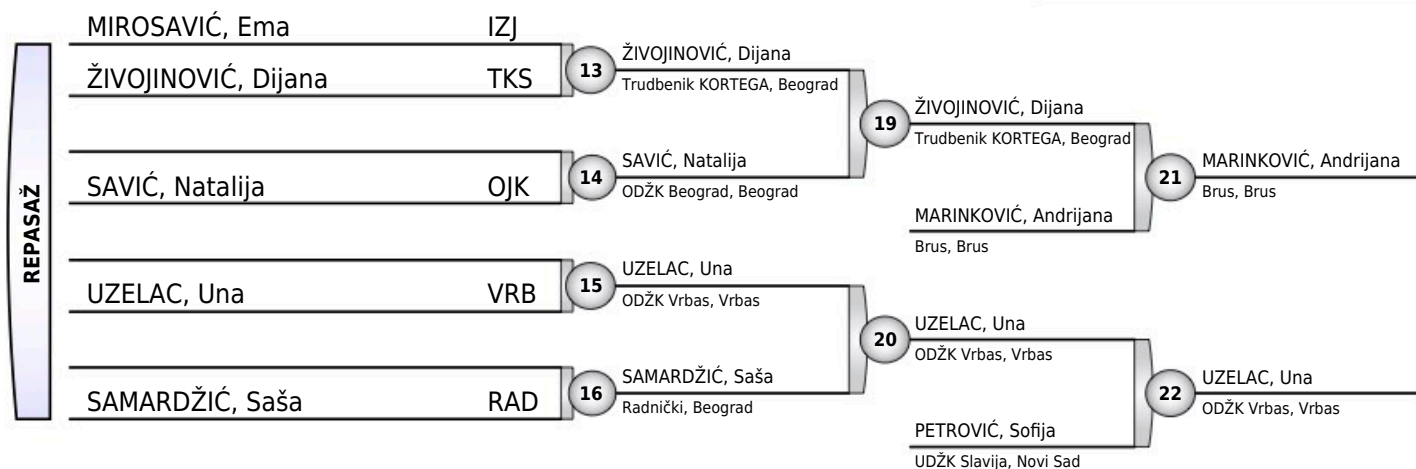 REPASAŽ
MIROSAVIĆ, Ema IZJ
ŽIVOJINOVIĆ, Dijana TKS
SAVIĆ, Natalija OJK
UZELAC, Una VRB
SAMARDŽIĆ, Saša RAD
13
ŽIVOJINOVIĆ, Dijana
Trudbenik KORTEGA, Beograd
14
SAVIĆ, Natalija
ODŽK Beograd, Beograd
15
UZELAC, Una
ODŽK Vrbas, Vrbas
16
SAMARDŽIĆ, Saša
Radnički, Beograd
19
ŽIVOJINOVIĆ, Dijana
Trudbenik KORTEGA, Beograd
MARINKOVIĆ, Andrijana
Brus, Brus
20
UZELAC, Una
ODŽK Vrbas, Vrbas
PETROVIĆ, Sofija
UDŽK Slavija, Novi Sad
21
MARINKOVIĆ, Andrijana
Brus, Brus
22
UZELAC, Una
ODŽK Vrbas, Vrbas